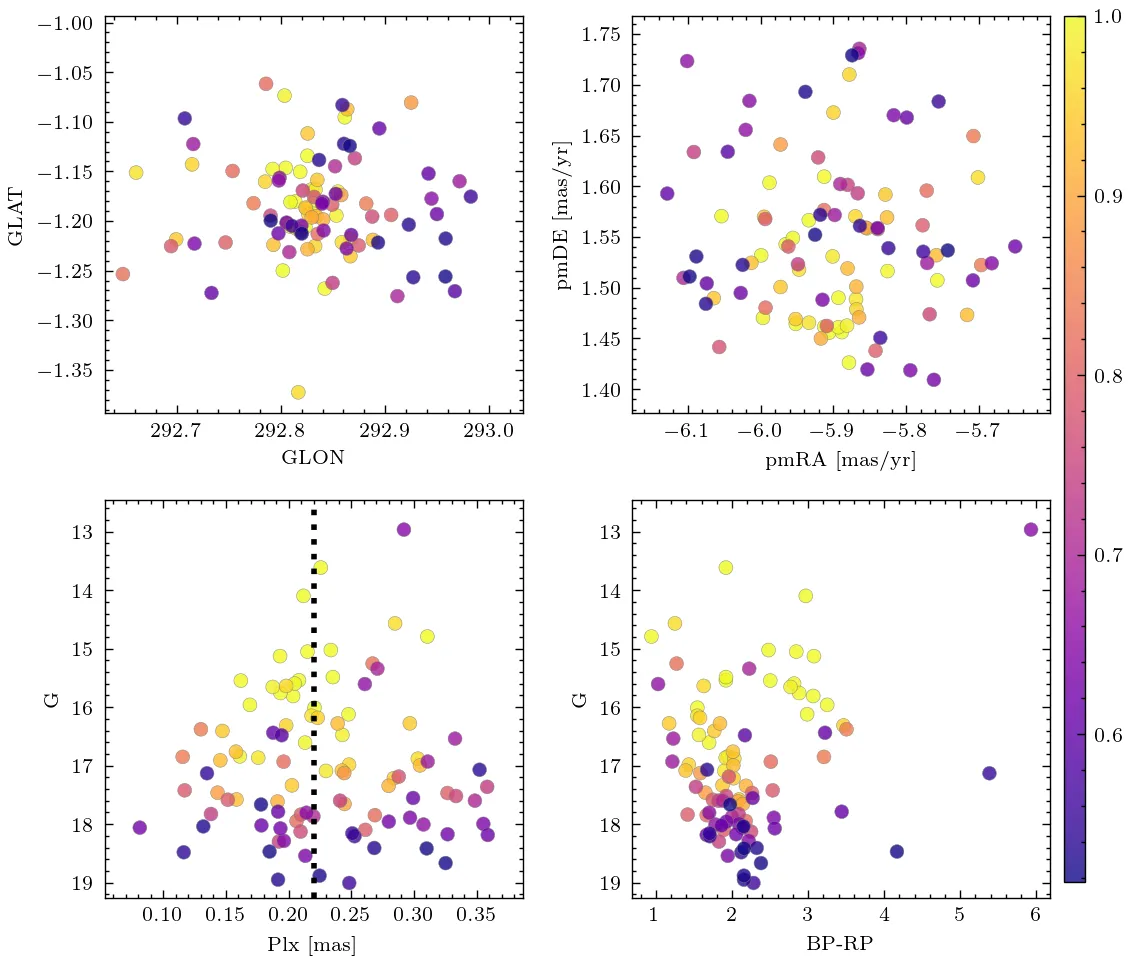 −1.00
−1.05
−1.10
−1.15
−1.20
−1.25
−1.30
−1.35
GLAT
292.7 292.8 292.9 293.0
GLON
1.75
1.70
1.65
1.60
1.55
1.50
1.45
1.40
pmDE [mas/yr]
−6.1 −6.0 −5.9 −5.8 −5.7
pmRA [mas/yr]
13
14
15
16
17
18
19
G
0.10 0.15 0.20 0.25 0.30 0.35
Plx [mas]
13
14
15
16
17
18
19
G
1 2 3 4 5 6
BP-RP
1.0
0.9
0.8
0.7
0.6